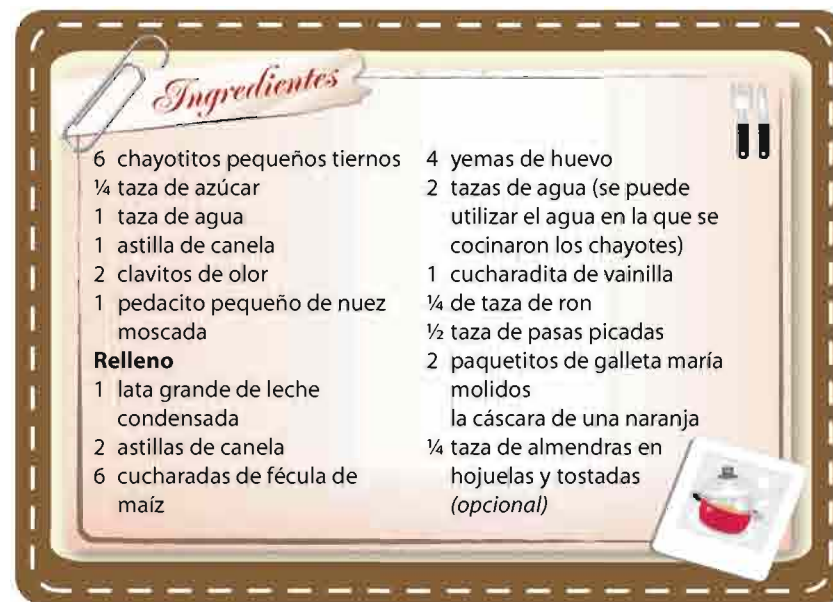 Ingredientes
6 chayotitos pequeños tiernos
¼ taza de azúcar
1 taza de agua
1 astilla de canela
2 clavitos de olor
1 pedacito pequeño de nuez
moscada
Relleno
1 lata grande de leche
condensada
2 astillas de canela
6 cucharadas de fécula de
maíz
4 yemas de huevo
2 tazas de agua (se puede
utilizar el agua en la que se
cocinaron los chayotes)
1 cucharadita de vainilla
¼ de taza de ron
½ taza de pasas picadas
2 paquetitos de galleta maría
molidos
la cáscara de una naranja
¼ taza de almendras en
hojuelas y tostadas
(opcional)